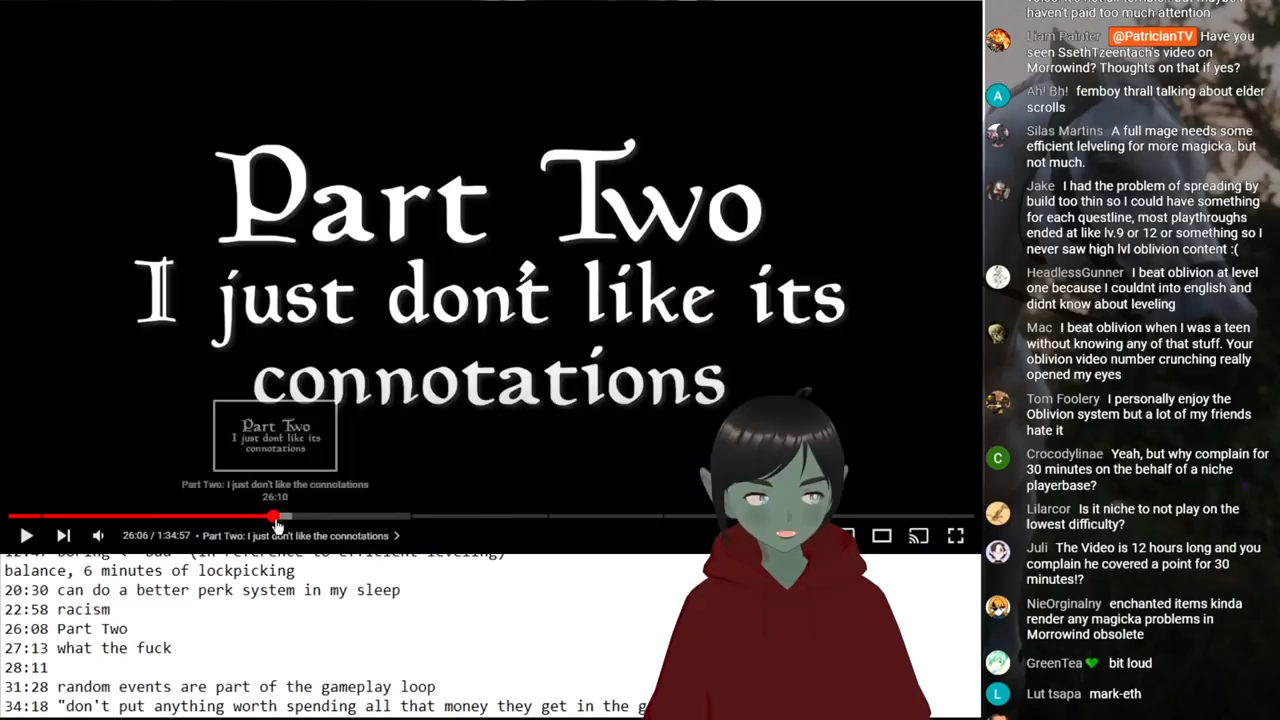 Part Two
I just don't like its
connotations
Part Two
I just don't like its
connotations
Part Two: I just don't like the connotations
26:10
26:06 / 1:34:57 • Part Two: I just don't like the connotations
balance, 6 minutes of lockpicking
20:30 can do a better perk system in my sleep
22:58 racism
26:08 Part Two
27:13 what the fuck
28:11
31:28 random events are part of the gameplay loop
34:18 "don't put anything worth spending all that money they get in the g
haven't paid too much attention
Liam Painter @PatricianTV Have you
seen SsethTzeentach's video on
Morrowind? Thoughts on that if yes?
A
Ah! Bh! femboy thrall talking about elder
scrolls
Silas Martins A full mage needs some
efficient lelveling for more magicka, but
not much.
Jake I had the problem of spreading by
build too thin so I could have something
for each questline, most playthroughs
ended at like lv.9 or 12 or something so I
never saw high lvl oblivion content :(
HeadlessGunner I beat oblivion at level
one because I couldnt into english and
didnt know about leveling
Mac I beat oblivion when I was a teen
without knowing any of that stuff. Your
oblivion video number crunching really
opened my eyes
Tom Foolery I personally enjoy the
Oblivion system but a lot of my friends
hate it
C
Crocodylinae Yeah, but why complain for
30 minutes on the behalf of a niche
playerbase?
Lilarcor Is it niche to not play on the
lowest difficulty?
Juli The Video is 12 hours long and you
complain he covered a point for 30
minutes!?
NieOrginalny enchanted items kinda
render any magicka problems in
Morrowind obsolete
GreenTea bit loud
L
Lut tsapa mark-eth